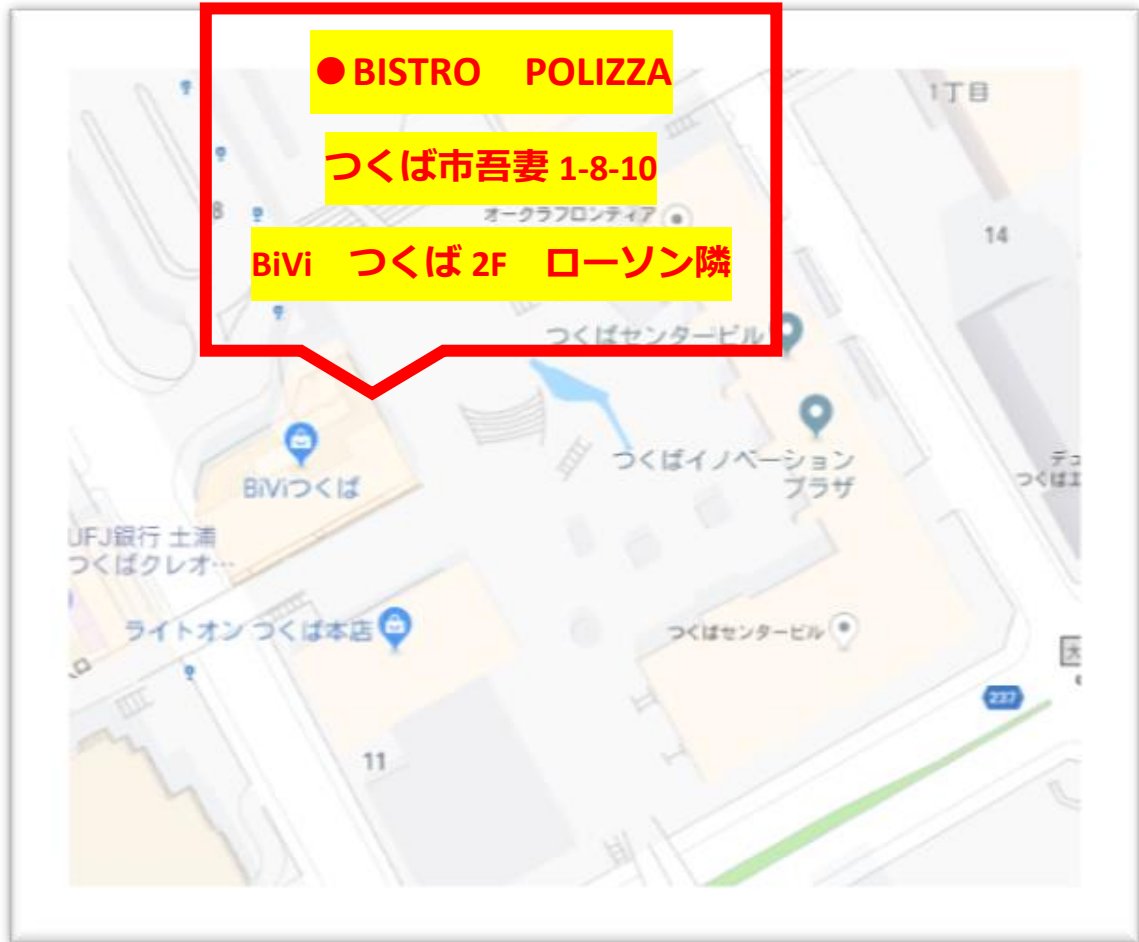 ●BISTRO　POLIZZA
つくば市吾妻 1-8-10
BiVi　つくば 2F　ローソン隣
1丁目
8
オークラフロンティア
14
つくばセンタービル
つくばイノベーション
プラザ
つくばエ
BiViつくば
UFJ銀行 土浦
つくばクレオ…
ライトオン つくば本店
つくばセンタービル
237
11